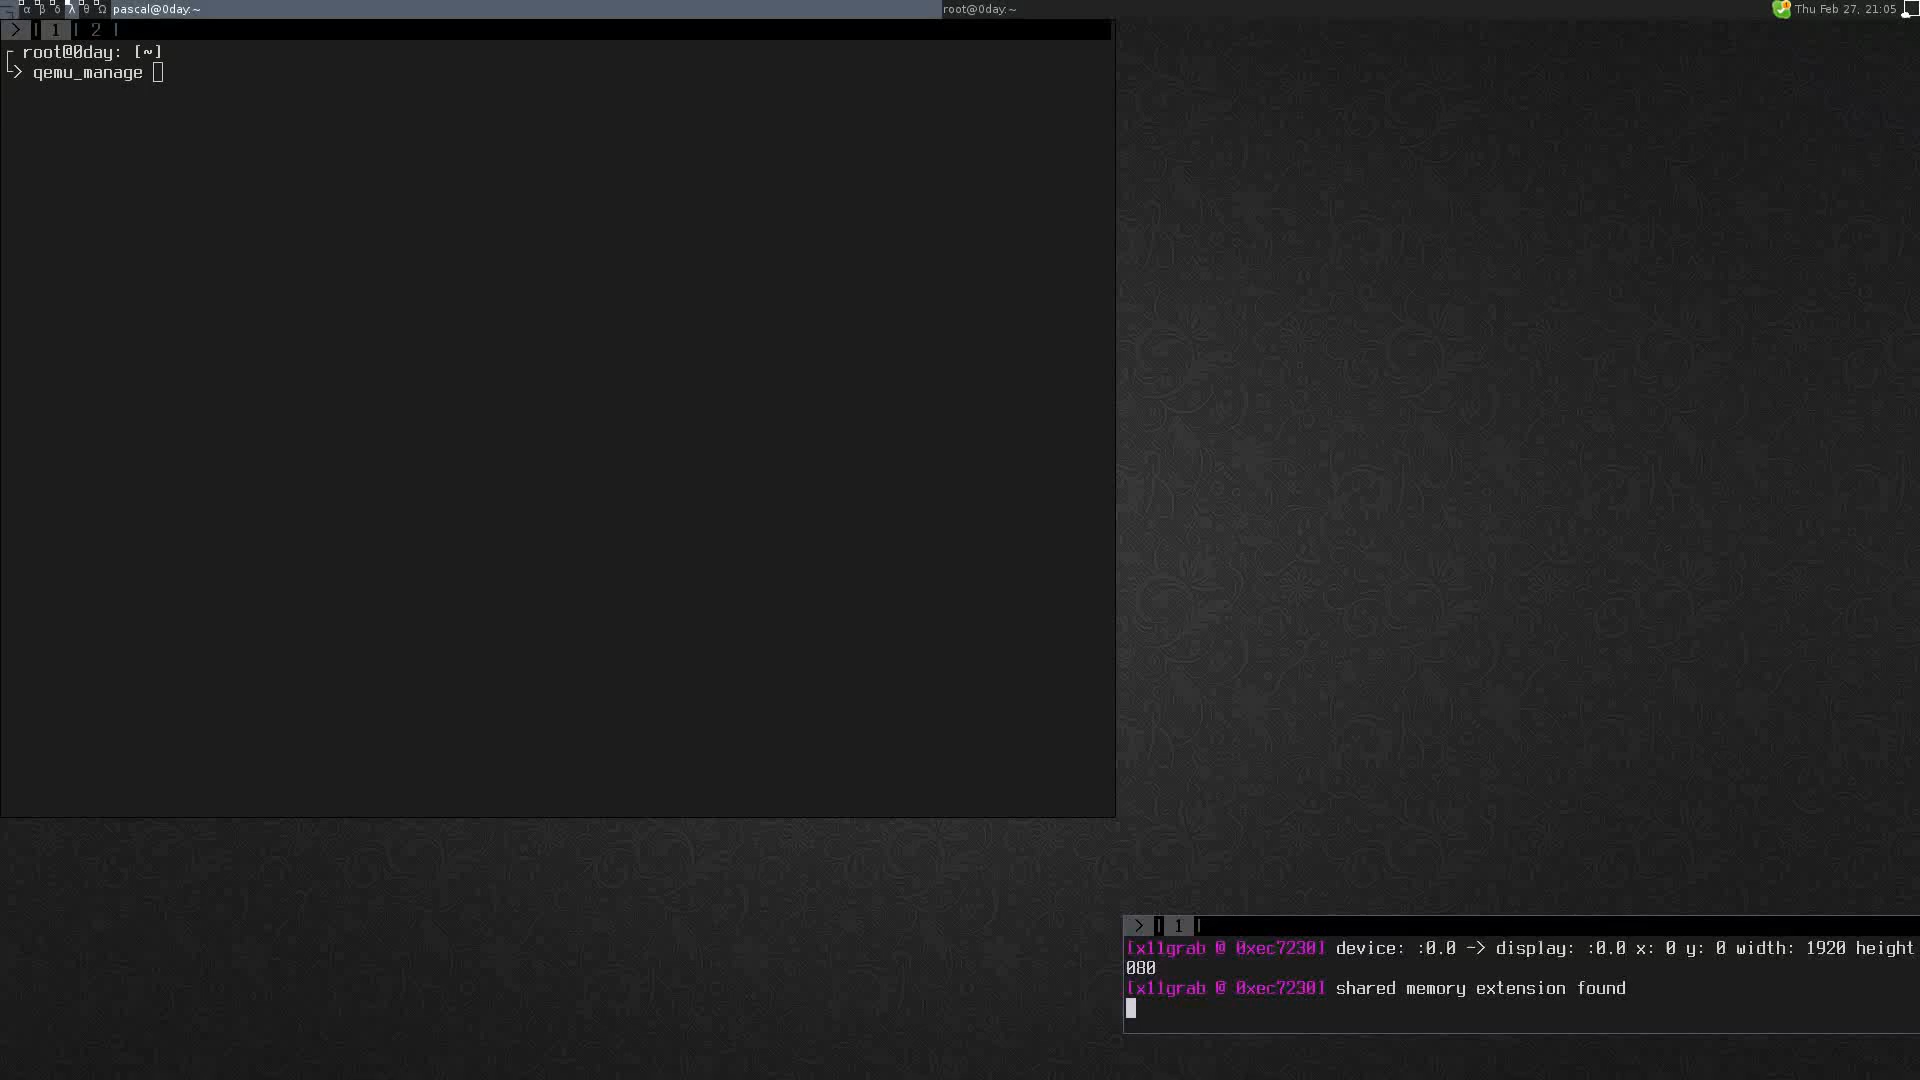 α β δ λ θ Ω pascal@0day:~ root@0day:~ Thu Feb 27, 21:05
> | 1 | 2 |
┌ root@0day: [~]
└> qemu_manage
> | 1 |
[x11grab @ 0xec7230] device: :0.0 -> display: :0.0 x: 0 y: 0 width: 1920 height
080
[x11grab @ 0xec7230] shared memory extension found